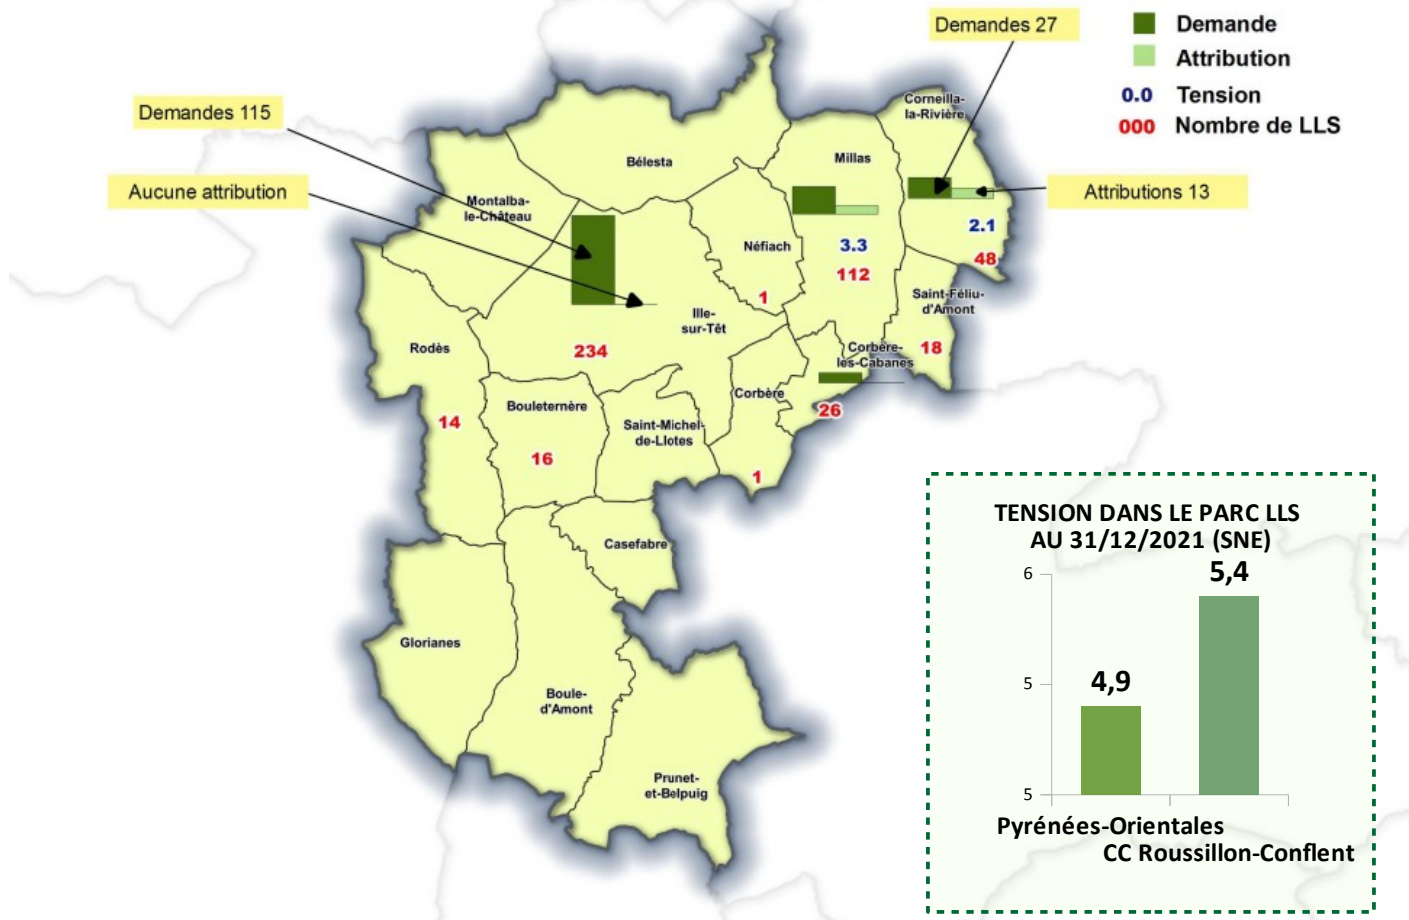 Demandes 27
Demande
Attribution
0.0 Tension
000 Nombre de LLS
Demandes 115
Aucune attribution
Attributions 13
Corneilla-
la-Rivière
Millas
Bélesta
Montalba-
le-Château
Néfiach
2.1
3.3
48
112
1
Saint-Féliu-
d'Amont
Ille-
sur-Têt
18
Rodès
234
Corbère-
les-Cabanes
Corbère
26
Bouleternère
14
Saint-Michel-
de-Llotes
16
1
Casefabre
Glorianes
Boule-
d'Amont
Prunet-
et-Belpuig
TENSION DANS LE PARC LLS
AU 31/12/2021 (SNE)
6
5,4
5
4,9
5
Pyrénées-Orientales
CC Roussillon-Conflent